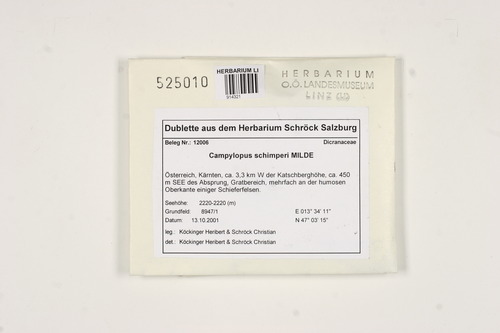 525010
HERBARIUM LI
914321
HERBARIUM
O.Ö. LANDESMUSEUM
LINZ
Dublette aus dem Herbarium Schröck Salzburg
Beleg Nr.: 12006 Dicranaceae
Campylopus schimperi MILDE
Österreich, Kärnten, ca. 3,3 km W der Katschberghöhe, ca. 450
m SEE des Absprung, Gratbereich, mehrfach an der humosen
Oberkante einiger Schieferfelsen.
Seehöhe: 2220-2220 (m)
Grundfeld: 8947/1 E 013° 34' 11"
Datum: 13.10.2001 N 47° 03' 15"
leg.: Köckinger Heribert & Schröck Christian
det.: Köckinger Heribert & Schröck Christian